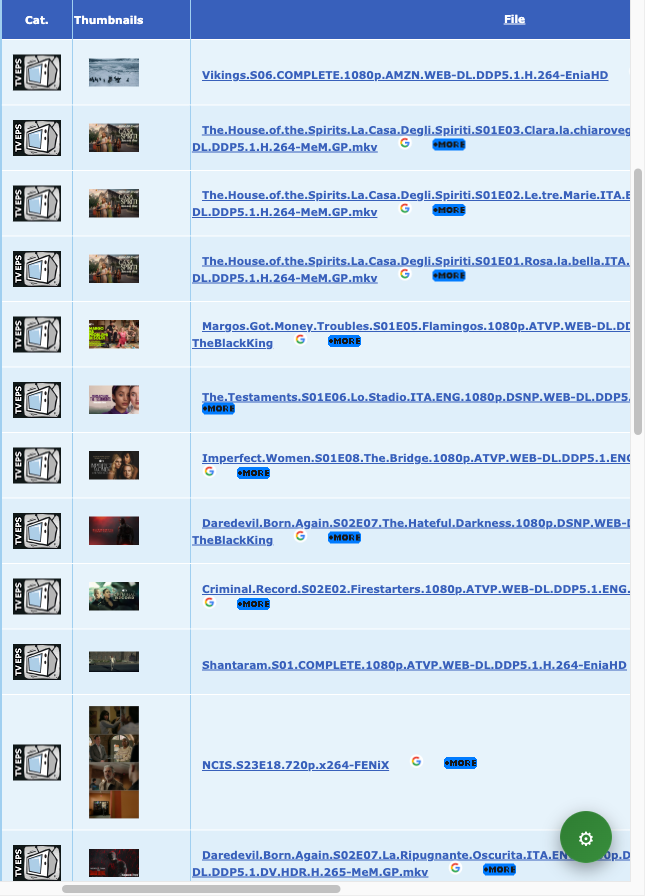 Cat.
Thumbnails
File
TV EPS
Vikings.S06.COMPLETE.1080p.AMZN.WEB-DL.DDP5.1.H.264-EniaHD
TV EPS
The.House.of.the.Spirits.La.Casa.Degli.Spiriti.S01E03.Clara.la.chiaroveg
DL.DDP5.1.H.264-MeM.GP.mkv
+MORE
TV EPS
The.House.of.the.Spirits.La.Casa.Degli.Spiriti.S01E02.Le.tre.Marie.ITA.E
DL.DDP5.1.H.264-MeM.GP.mkv
+MORE
TV EPS
The.House.of.the.Spirits.La.Casa.Degli.Spiriti.S01E01.Rosa.la.bella.ITA.
DL.DDP5.1.H.264-MeM.GP.mkv
+MORE
TV EPS
Margos.Got.Money.Troubles.S01E05.Flamingos.1080p.ATVP.WEB-DL.DD
TheBlackKing
+MORE
TV EPS
The.Testaments.S01E06.Lo.Stadio.ITA.ENG.1080p.DSNP.WEB-DL.DDP5.
+MORE
TV EPS
Imperfect.Women.S01E08.The.Bridge.1080p.ATVP.WEB-DL.DDP5.1.ENG
+MORE
TV EPS
Daredevil.Born.Again.S02E07.The.Hateful.Darkness.1080p.DSNP.WEB-D
TheBlackKing
+MORE
TV EPS
Criminal.Record.S02E02.Firestarters.1080p.ATVP.WEB-DL.DDP5.1.ENG.
+MORE
TV EPS
Shantaram.S01.COMPLETE.1080p.ATVP.WEB-DL.DDP5.1.H.264-EniaHD
TV EPS
NCIS.S23E18.720p.x264-FENiX
+MORE
TV EPS
Daredevil.Born.Again.S02E07.La.Ripugnante.Oscurita.ITA.EN
DL.DDP5.1.DV.HDR.H.265-MeM.GP.mkv
+MORE